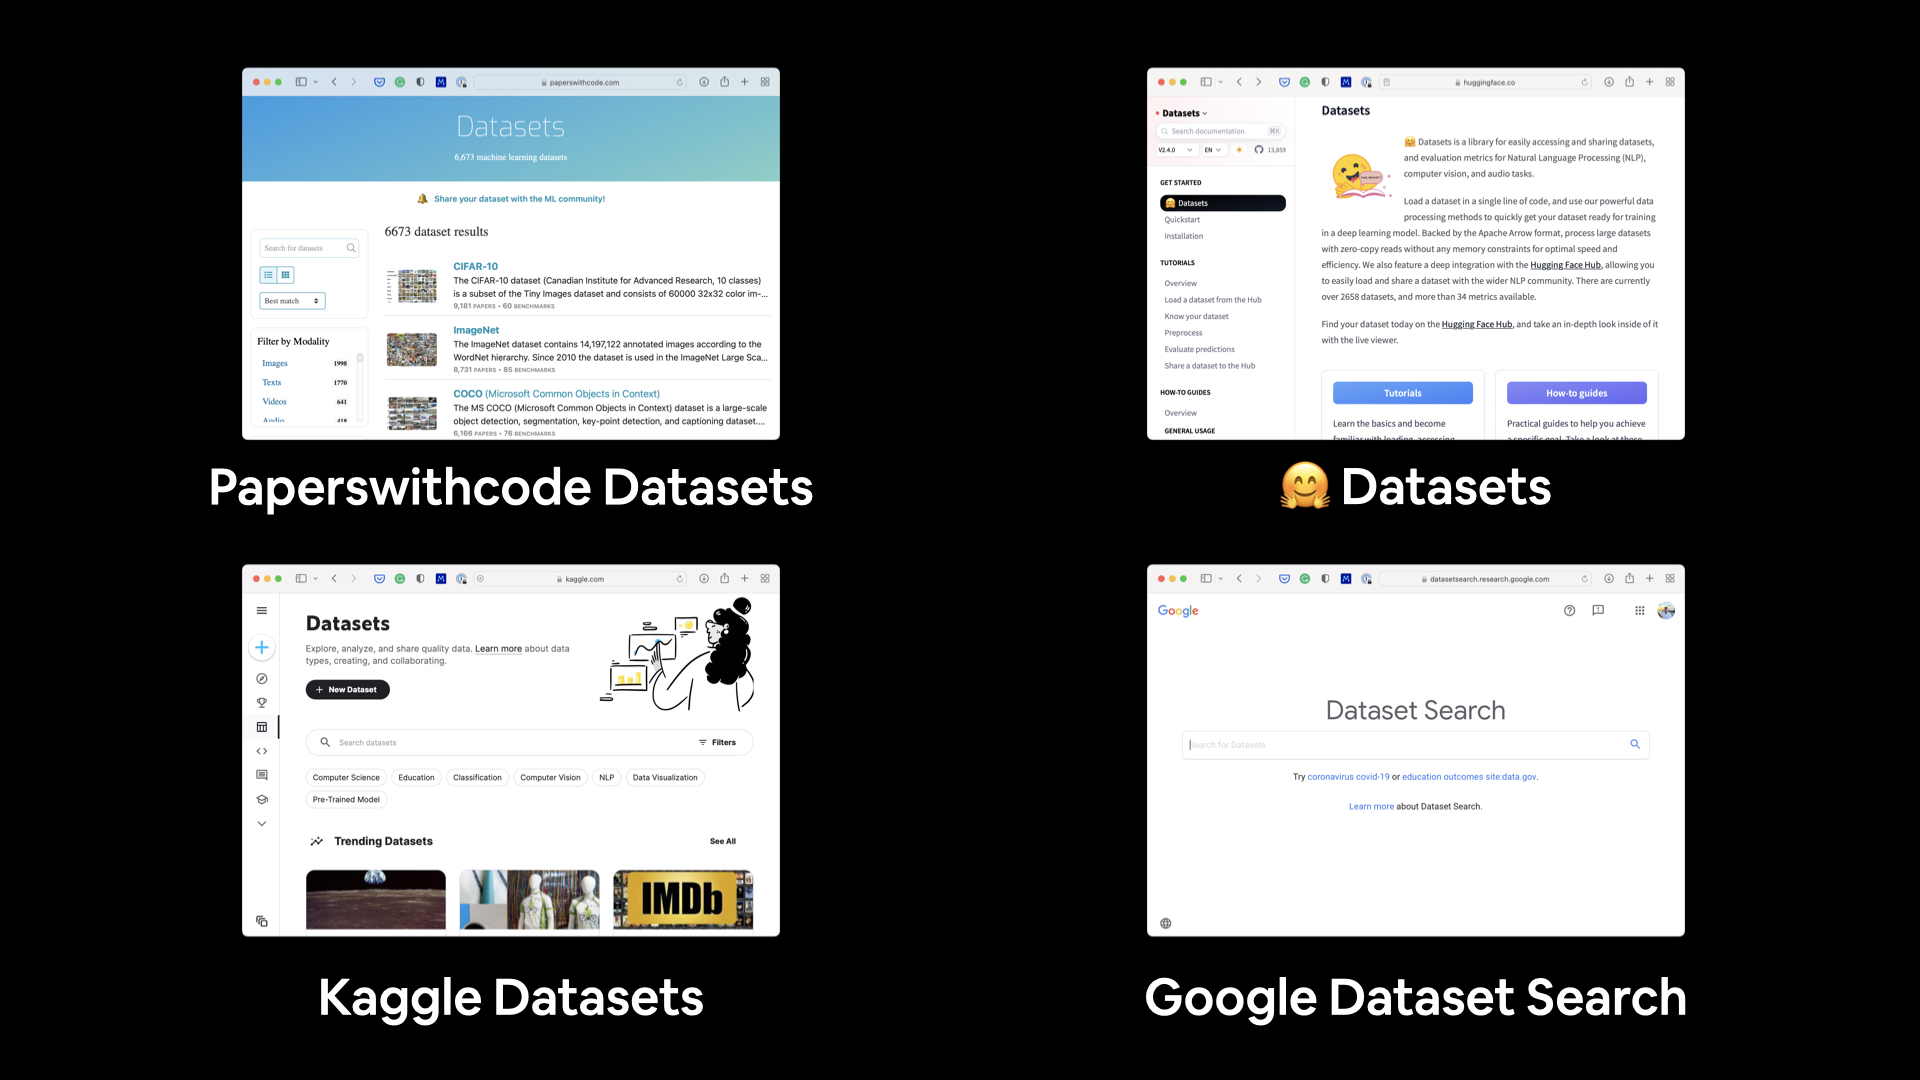 paperswithcode.com
Datasets
6,673 machine learning datasets
Share your dataset with the ML community!
Search for datasets
Best match
Filter by Modality
Images 1998
Texts 1770
Videos 641
Audio 418
6673 dataset results
CIFAR-10
The CIFAR-10 dataset (Canadian Institute for Advanced Research, 10 classes)
is a subset of the Tiny Images dataset and consists of 60000 32x32 color im-...
9,181 PAPERS • 60 BENCHMARKS
ImageNet
The ImageNet dataset contains 14,197,122 annotated images according to the
WordNet hierarchy. Since 2010 the dataset is used in the ImageNet Large Sca...
8,731 PAPERS • 85 BENCHMARKS
COCO (Microsoft Common Objects in Context)
The MS COCO (Microsoft Common Objects in Context) dataset is a large-scale
object detection, segmentation, key-point detection, and captioning dataset....
6,166 PAPERS • 76 BENCHMARKS
Paperswithcode Datasets
huggingface.co
Datasets
Search documentation ⌘K
V2.4.0 EN 13,859
GET STARTED
🤗 Datasets
Quickstart
Installation
TUTORIALS
Overview
Load a dataset from the Hub
Know your dataset
Preprocess
Evaluate predictions
Share a dataset to the Hub
HOW-TO GUIDES
Overview
GENERAL USAGE
Datasets
🤗 Datasets is a library for easily accessing and sharing datasets,
and evaluation metrics for Natural Language Processing (NLP),
computer vision, and audio tasks.
Load a dataset in a single line of code, and use our powerful data
processing methods to quickly get your dataset ready for training
in a deep learning model. Backed by the Apache Arrow format, process large datasets
with zero-copy reads without any memory constraints for optimal speed and
efficiency. We also feature a deep integration with the Hugging Face Hub, allowing you
to easily load and share a dataset with the wider NLP community. There are currently
over 2658 datasets, and more than 34 metrics available.
Find your dataset today on the Hugging Face Hub, and take an in-depth look inside of it
with the live viewer.
Tutorials
Learn the basics and become
familiar with loading, accessing
How-to guides
Practical guides to help you achieve
a specific goal. Take a look at these
🤗 Datasets
kaggle.com
Datasets
Explore, analyze, and share quality data. Learn more about data
types, creating, and collaborating.
+ New Dataset
Search datasets
Filters
Computer Science Education Classification Computer Vision NLP Data Visualization
Pre-Trained Model
Trending Datasets See All
IMDb
Kaggle Datasets
datasetsearch.research.google.com
Google
Dataset Search
Search for Datasets
Try coronavirus covid-19 or education outcomes site:data.gov.
Learn more about Dataset Search.
Google Dataset Search